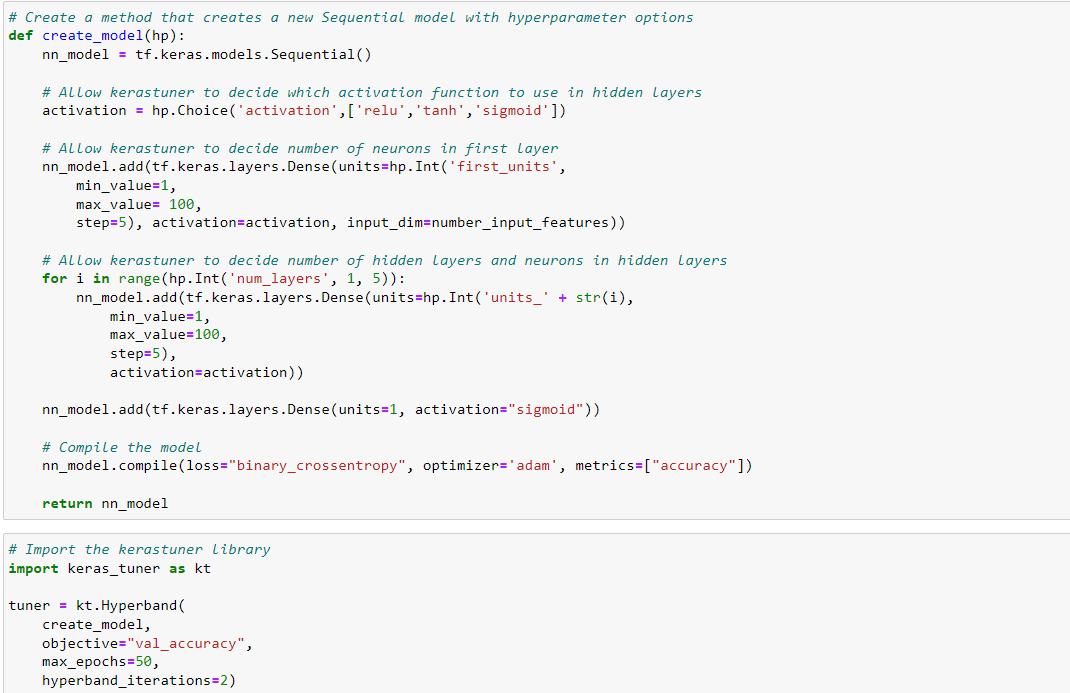 # Create a method that creates a new Sequential model with hyperparameter options
def create_model(hp):
    nn_model = tf.keras.models.Sequential()

    # Allow kerastuner to decide which activation function to use in hidden layers
    activation = hp.Choice('activation',['relu','tanh','sigmoid'])

    # Allow kerastuner to decide number of neurons in first layer
    nn_model.add(tf.keras.layers.Dense(units=hp.Int('first_units',
        min_value=1,
        max_value= 100,
        step=5), activation=activation, input_dim=number_input_features))

    # Allow kerastuner to decide number of hidden layers and neurons in hidden layers
    for i in range(hp.Int('num_layers', 1, 5)):
        nn_model.add(tf.keras.layers.Dense(units=hp.Int('units_' + str(i),
            min_value=1,
            max_value=100,
            step=5),
            activation=activation))

    nn_model.add(tf.keras.layers.Dense(units=1, activation="sigmoid"))

    # Compile the model
    nn_model.compile(loss="binary_crossentropy", optimizer='adam', metrics=["accuracy"])

    return nn_model

# Import the kerastuner library
import keras_tuner as kt

tuner = kt.Hyperband(
    create_model,
    objective="val_accuracy",
    max_epochs=50,
    hyperband_iterations=2)